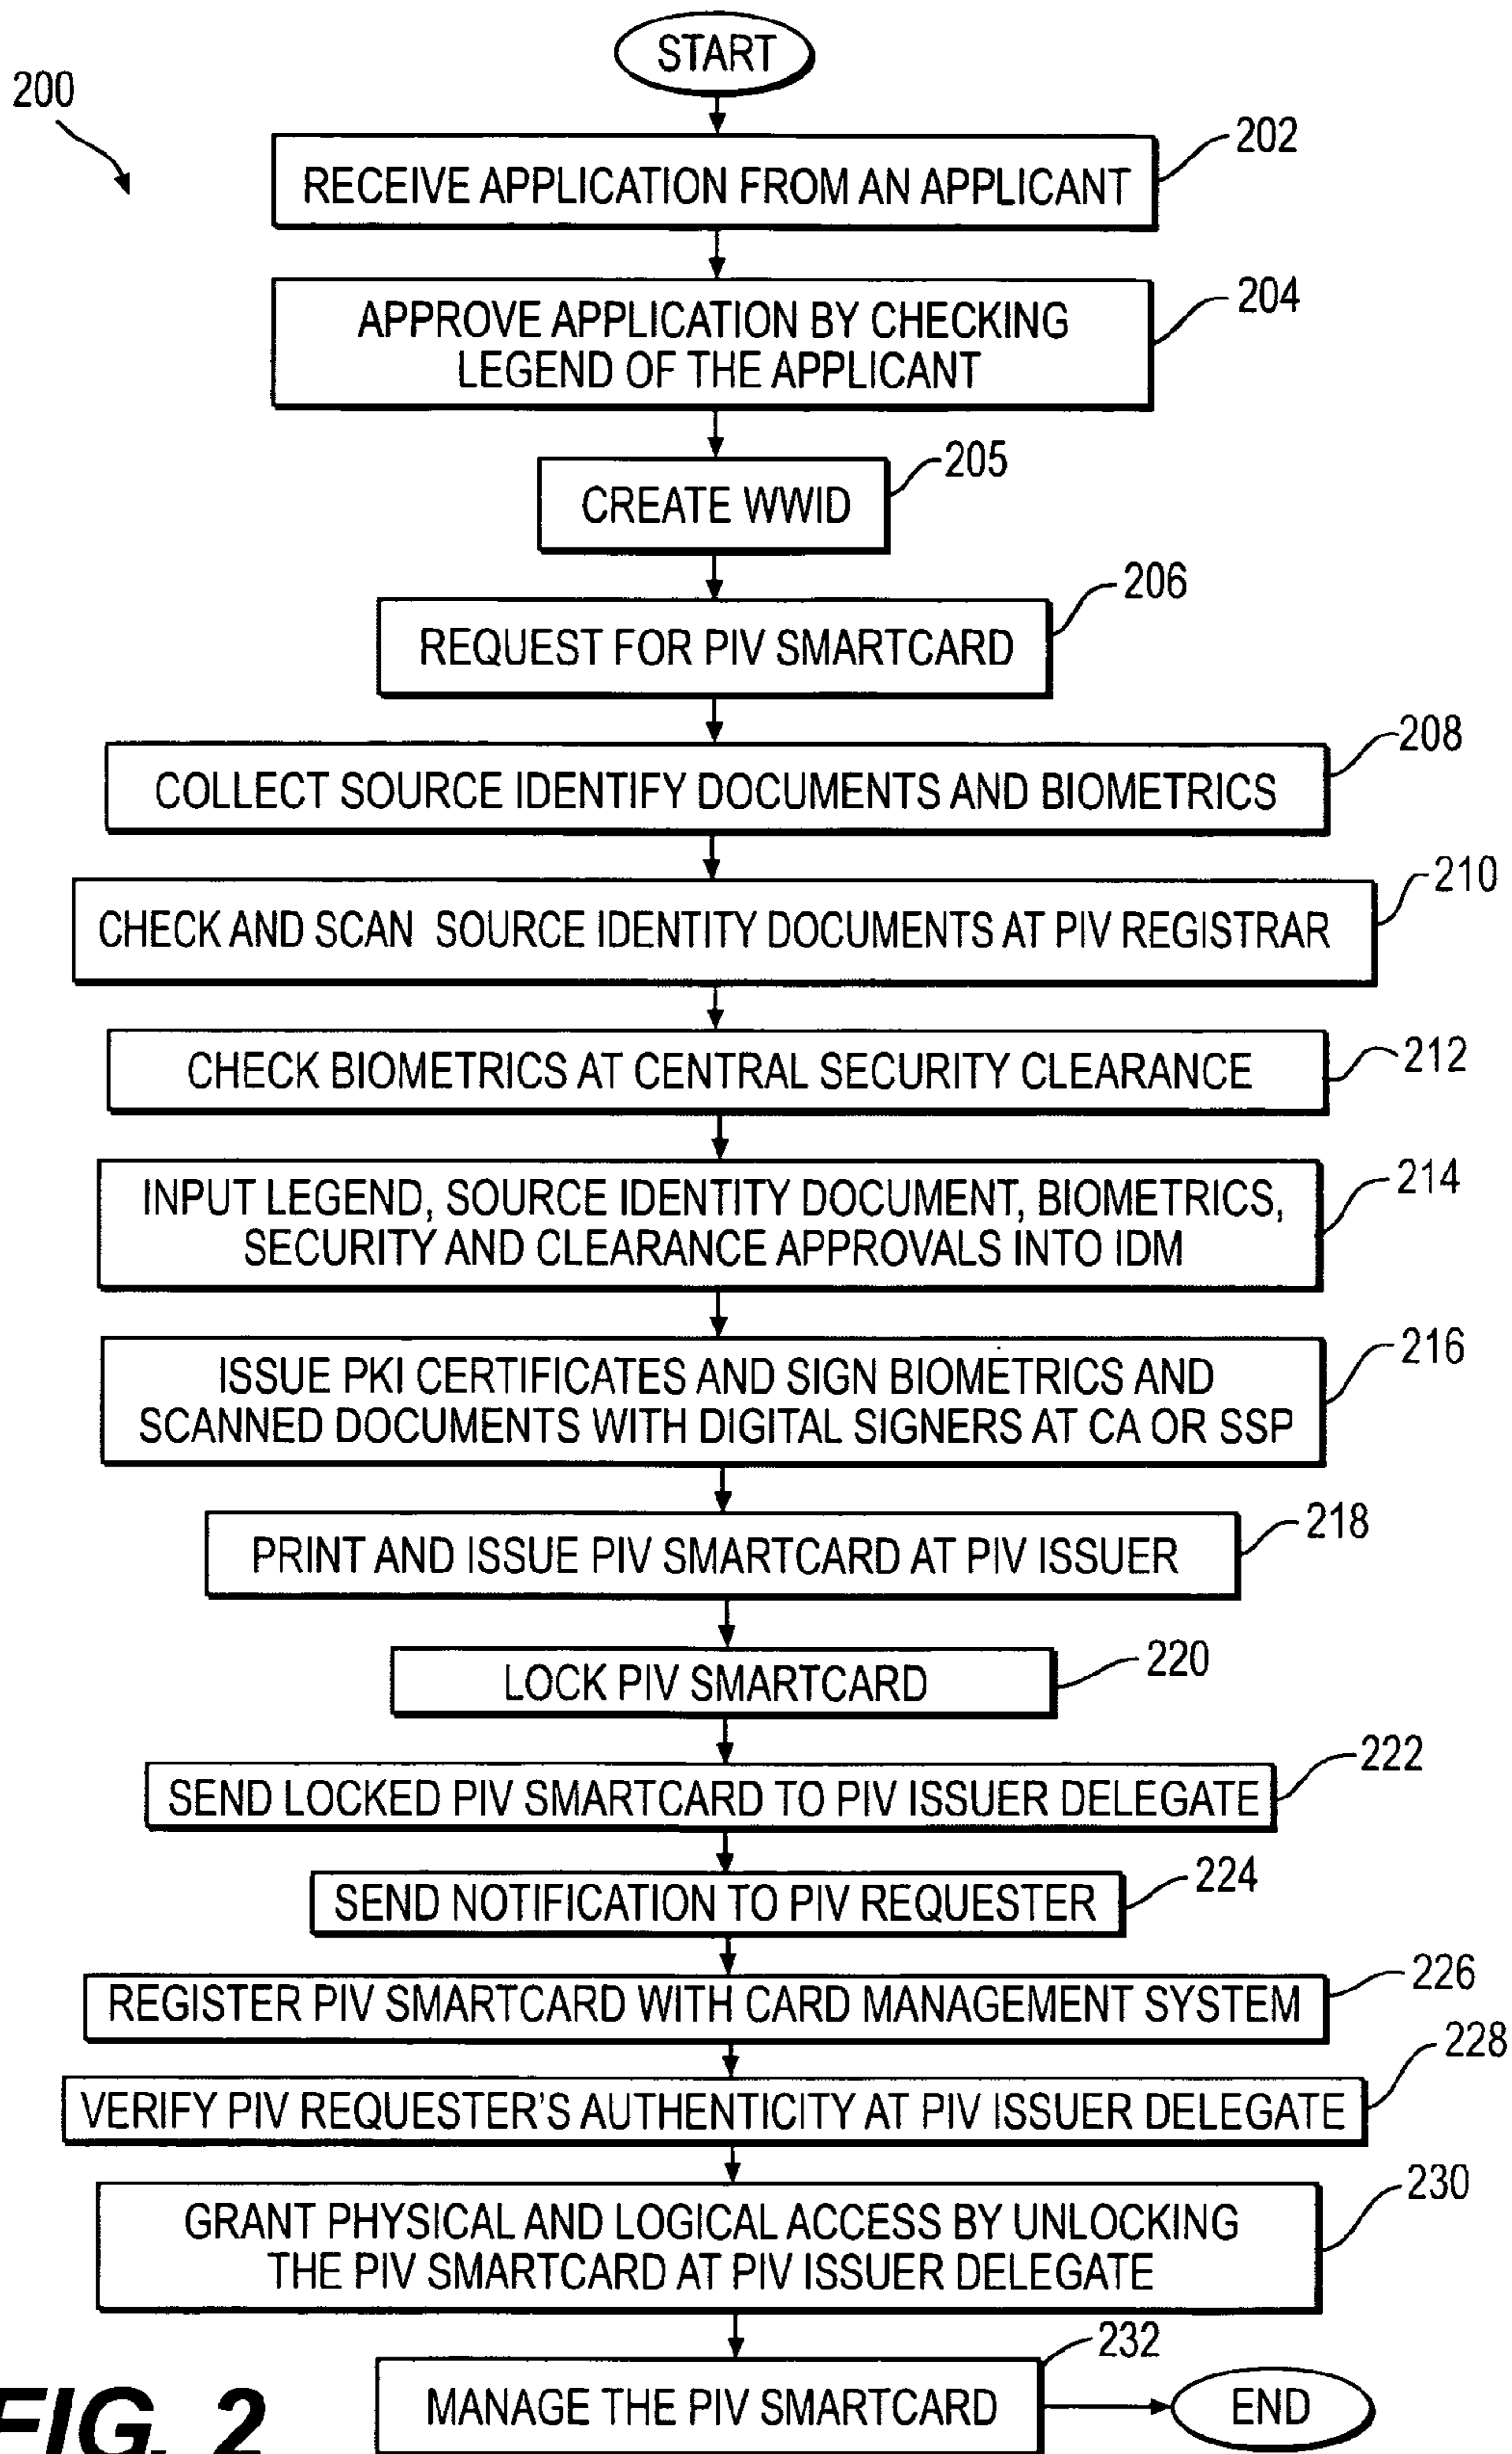 START
200
202
RECEIVE APPLICATION FROM AN APPLICANT
204
APPROVE APPLICATION BY CHECKING
LEGEND OF THE APPLICANT
205
CREATE WWID
206
REQUEST FOR PIV SMARTCARD
208
COLLECT SOURCE IDENTIFY DOCUMENTS AND BIOMETRICS
210
CHECK AND SCAN SOURCE IDENTITY DOCUMENTS AT PIV REGISTRAR
212
CHECK BIOMETRICS AT CENTRAL SECURITY CLEARANCE
214
INPUT LEGEND, SOURCE IDENTITY DOCUMENT, BIOMETRICS,
SECURITY AND CLEARANCE APPROVALS INTO IDM
216
ISSUE PKI CERTIFICATES AND SIGN BIOMETRICS AND
SCANNED DOCUMENTS WITH DIGITAL SIGNERS AT CA OR SSP
218
PRINT AND ISSUE PIV SMARTCARD AT PIV ISSUER
220
LOCK PIV SMARTCARD
222
SEND LOCKED PIV SMARTCARD TO PIV ISSUER DELEGATE
224
SEND NOTIFICATION TO PIV REQUESTER
226
REGISTER PIV SMARTCARD WITH CARD MANAGEMENT SYSTEM
228
VERIFY PIV REQUESTER'S AUTHENTICITY AT PIV ISSUER DELEGATE
230
GRANT PHYSICAL AND LOGICAL ACCESS BY UNLOCKING
THE PIV SMARTCARD AT PIV ISSUER DELEGATE
232
MANAGE THE PIV SMARTCARD
END
FIG. 2